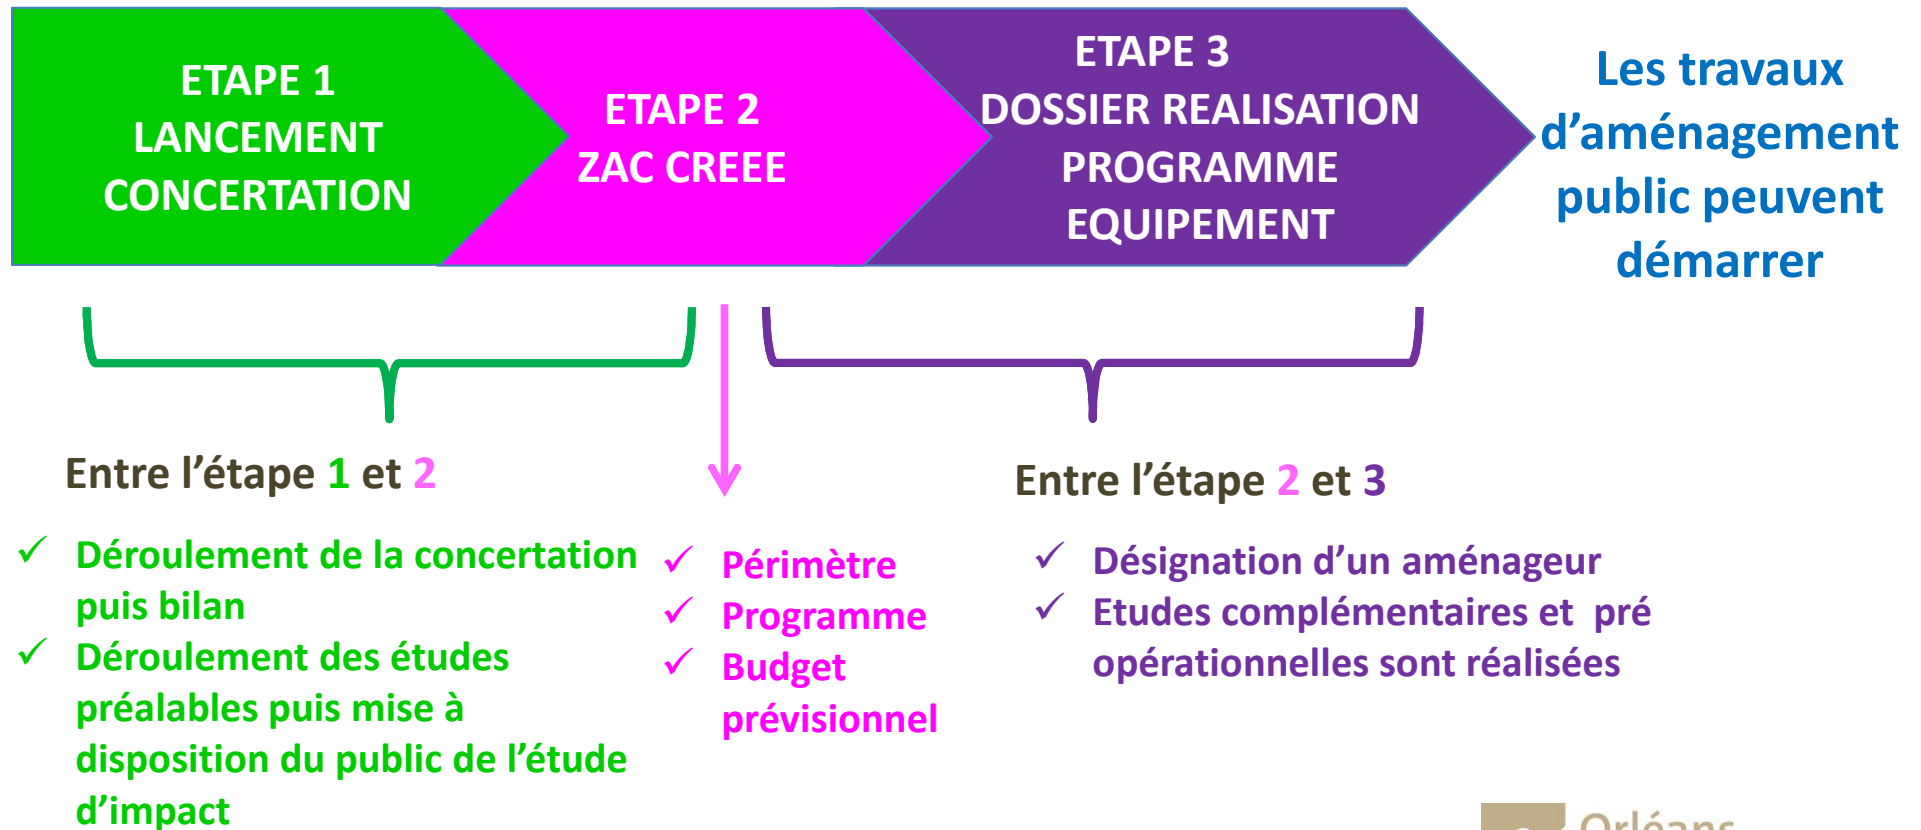 ETAPE 1
LANCEMENT
CONCERTATION
ETAPE 2
ZAC CREEE
ETAPE 3
DOSSIER REALISATION
PROGRAMME
EQUIPEMENT
Les travaux
d’aménagement
public peuvent
démarrer
Entre l’étape 1 et 2
✓ Déroulement de la concertation
puis bilan
✓ Déroulement des études
préalables puis mise à
disposition du public de l’étude
d’impact
✓ Périmètre
✓ Programme
✓ Budget
prévisionnel
Entre l’étape 2 et 3
✓ Désignation d’un aménageur
✓ Etudes complémentaires et pré
opérationnelles sont réalisées
Orléans